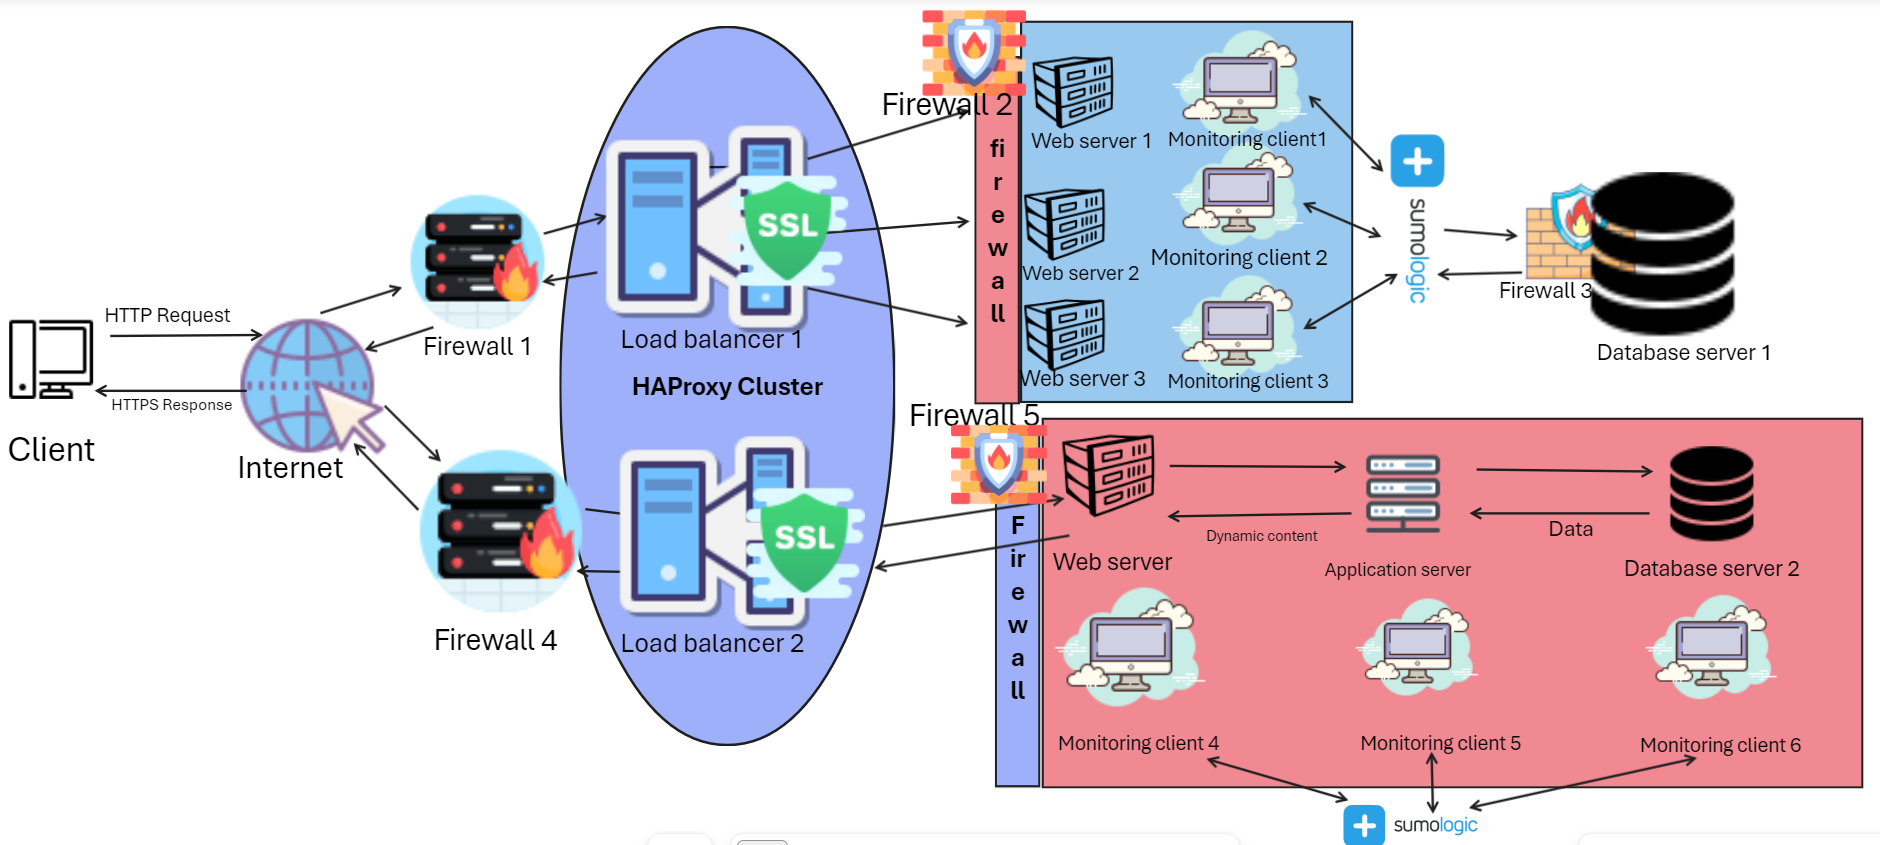 Client
HTTP Request
HTTPS Response
Internet
Firewall 1
Firewall 4
SSL
Load balancer 1
HAProxy Cluster
SSL
Load balancer 2
Firewall 2
fi
r
e
w
a
ll
Web server 1
Monitoring client1
Web server 2
Monitoring client 2
Web server 3
Monitoring client 3
sumologic
Firewall 3
Database server 1
Firewall 5
F
ir
e
w
a
ll
Web server
Dynamic content
Application server
Data
Database server 2
Monitoring client 4
Monitoring client 5
Monitoring client 6
sumologic